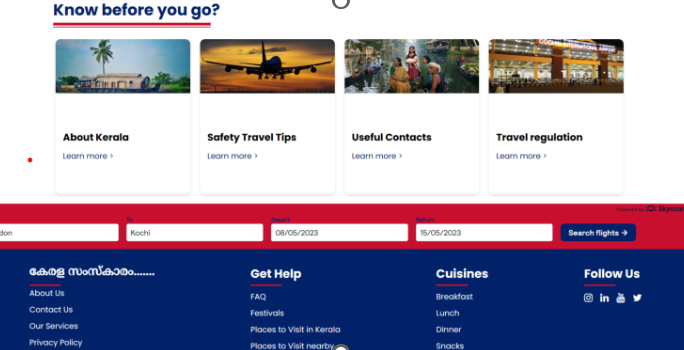 Know before you go?
COCHIN INTERNATIONAL AIRPORT
About Kerala
Safety Travel Tips
Useful Contacts
Travel regulation
Learn more >
Learn more >
Learn more >
Learn more >
Powered by
To
Depart
Return
Kochi
08/05/2023
15/05/2023
Search flights →
കേരള സംസ്കാരം.......
Get Help
Cuisines
Follow Us
About Us
FAQ
Breakfast
Contact Us
Festivals
Lunch
Our Services
Places to Visit in Kerala
Dinner
Privacy Policy
Places to Visit nearby
Snacks